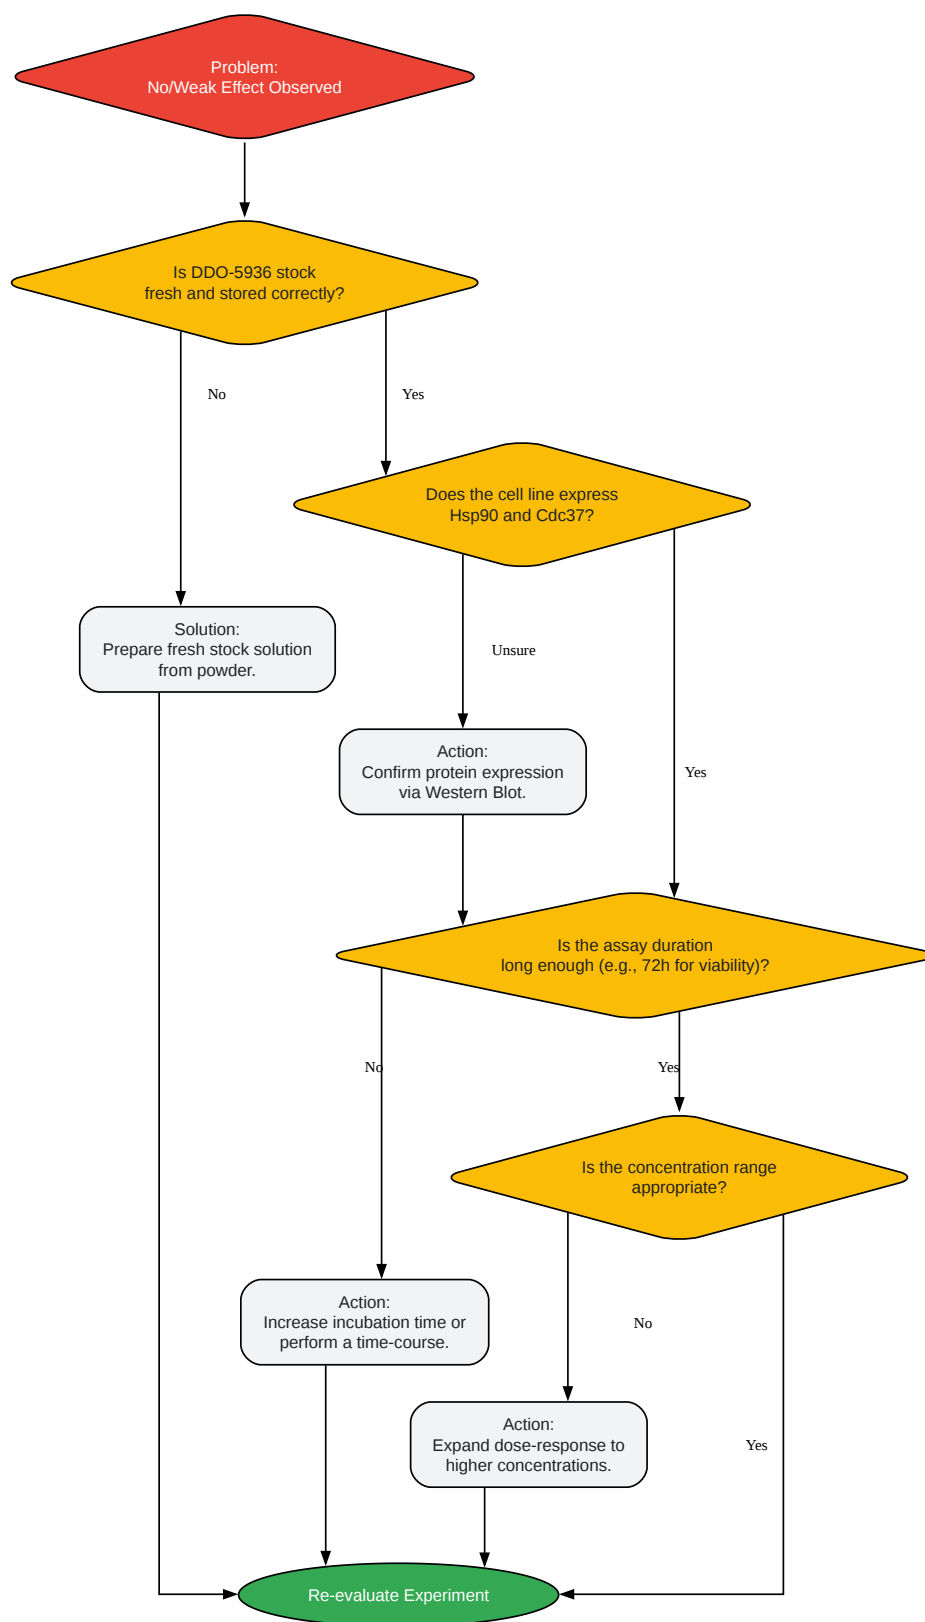 Problem:
No/Weak Effect Observed
Is DDO-5936 stock
fresh and stored correctly?
No
Yes
Does the cell line express
Hsp90 and Cdc37?
Solution:
Prepare fresh stock solution
from powder.
Unsure
Action:
Confirm protein expression
via Western Blot.
Yes
Is the assay duration
long enough (e.g., 72h for viability)?
No
Yes
Is the concentration range
appropriate?
Action:
Increase incubation time or
perform a time-course.
No
Action:
Expand dose-response to
higher concentrations.
Yes
Re-evaluate Experiment